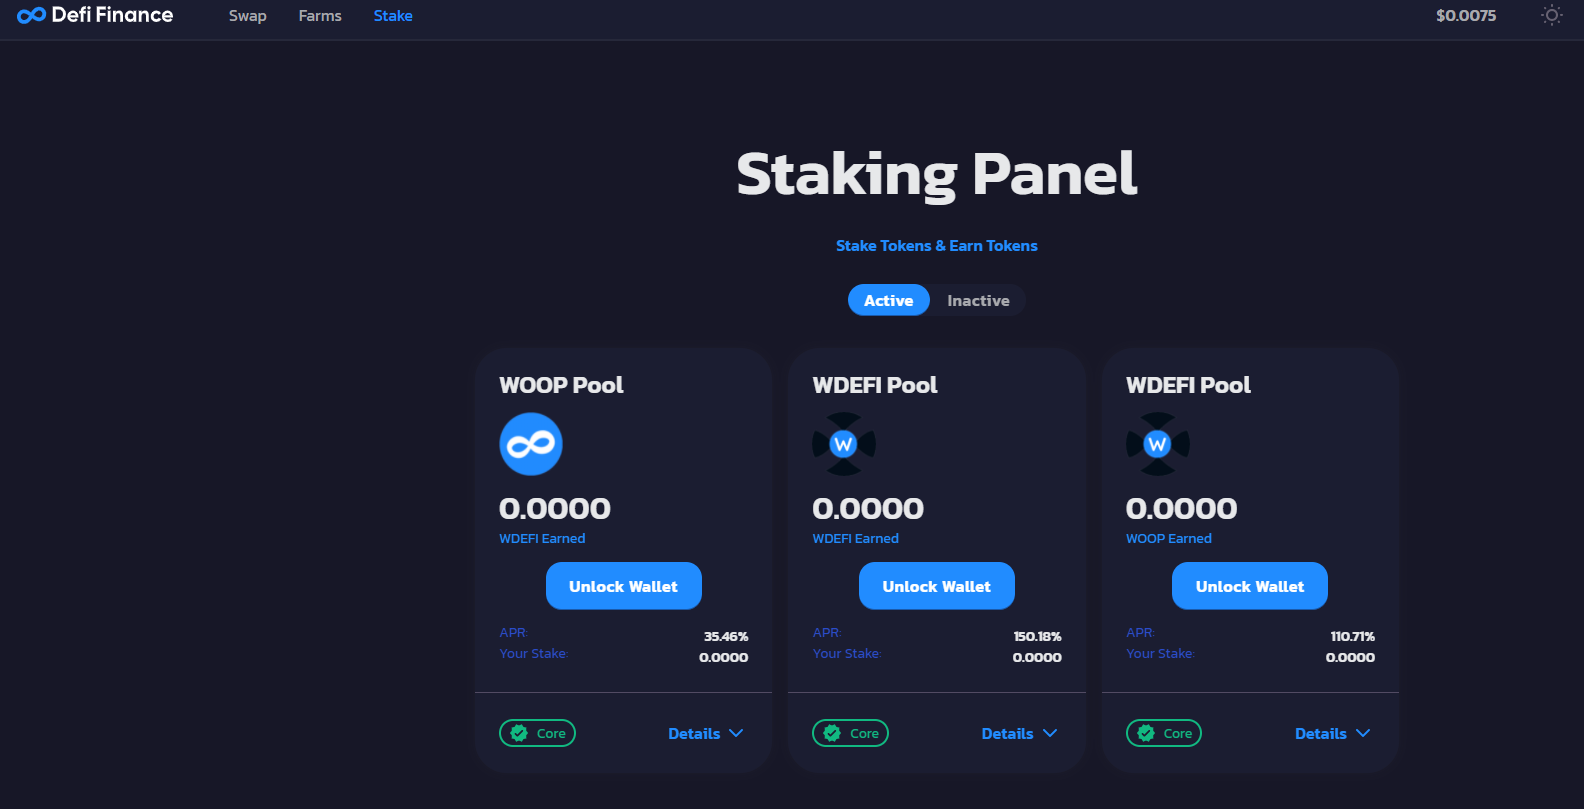 Defi Finance Swap Farms Stake $0.0075
Staking Panel
Stake Tokens & Earn Tokens
Active Inactive
WOOP Pool
0.0000
WDEFI Earned
Unlock Wallet
APR: 35.46%
Your Stake: 0.0000
Core Details
WDEFI Pool
W
0.0000
WDEFI Earned
Unlock Wallet
APR: 150.18%
Your Stake: 0.0000
Core Details
WDEFI Pool
W
0.0000
WOOP Earned
Unlock Wallet
APR: 110.71%
Your Stake: 0.0000
Core Details